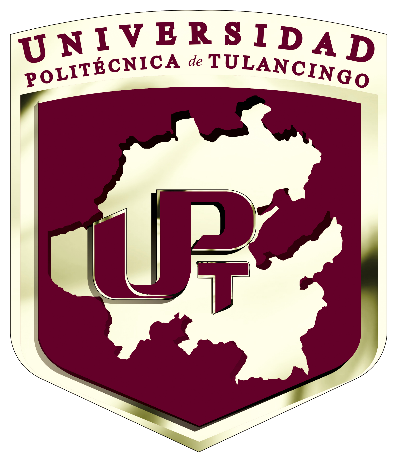 UNIVERSIDAD
POLITÉCNICA de TULANCINGO
UPT